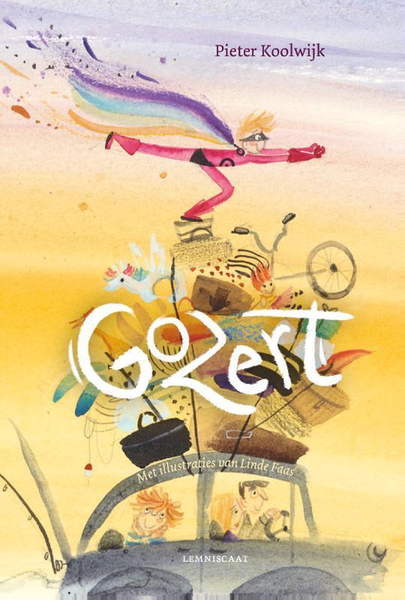 Pieter Koolwijk
GOZert
Met illustraties van Linde Faas
LEMNISCAAT